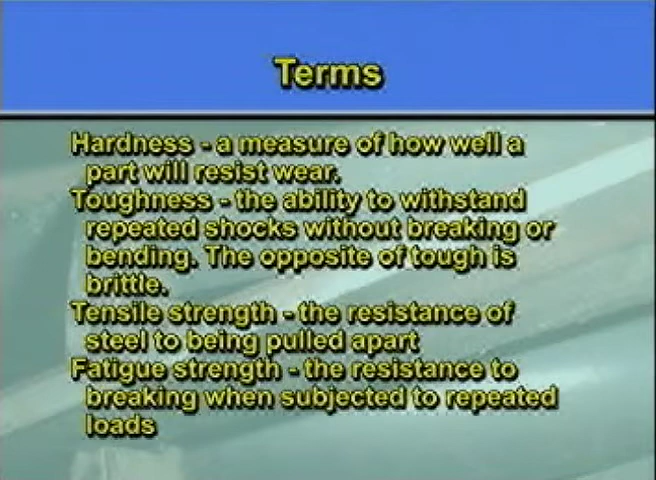 Terms
Hardness - a measure of how well a
part will resist wear.
Toughness - the ability to withstand
repeated shocks without breaking or
bending. The opposite of tough is
brittle.
Tensile strength - the resistance of
steel to being pulled apart
Fatigue strength - the resistance to
breaking when subjected to repeated
loads